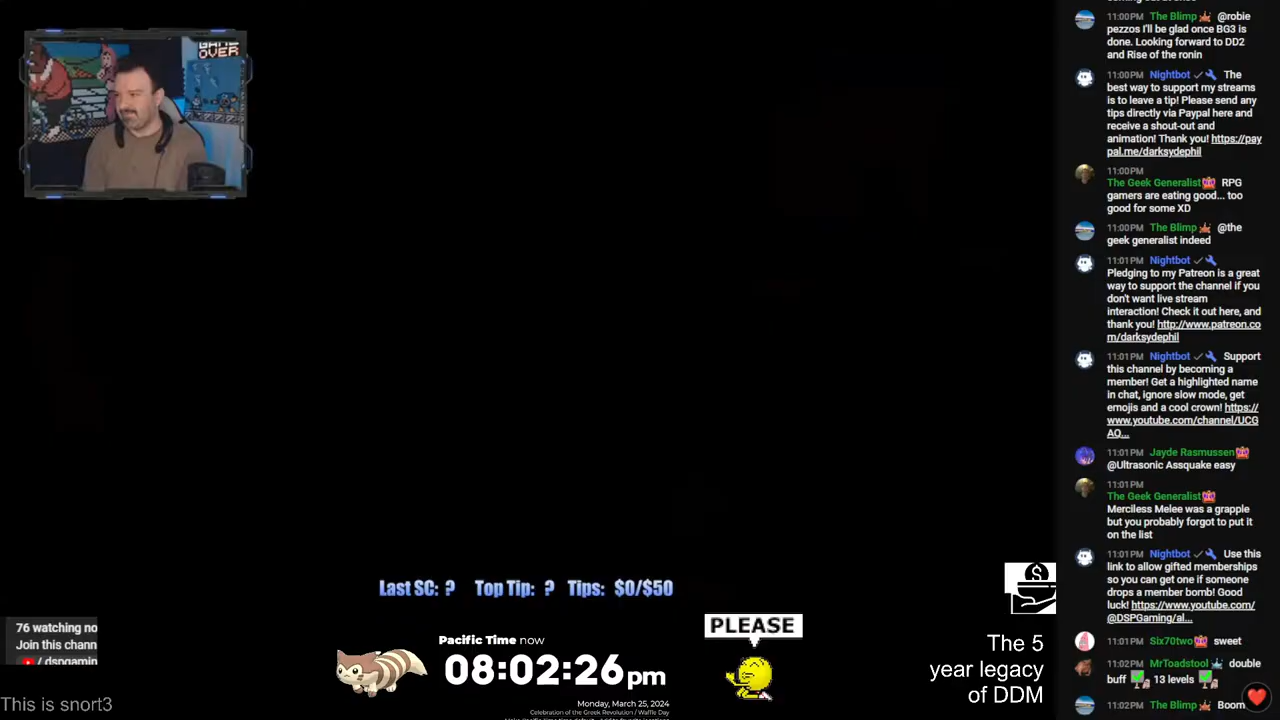 GAME
OVER
11:00PM The Blimp @robie
pezzos I'll be glad once BG3 is
done. Looking forward to DD2
and Rise of the ronin
11:00PM Nightbot The
best way to support my streams
is to leave a tip! Please send any
tips directly via Paypal here and
receive a shout-out and
animation! Thank you! https://pay
pal.me/darksydephil
11:00PM
The Geek Generalist RPG
gamers are eating good... too
good for some XD
11:00PM The Blimp @the
geek generalist indeed
11:01PM Nightbot
Pledging to my Patreon is a great
way to support the channel if you
don't want live stream
interaction! Check it out here, and
thank you! http://www.patreon.co
m/darksydephil
11:01PM Nightbot Support
this channel by becoming a
member! Get a highlighted name
in chat, ignore slow mode, get
emojis and a cool crown! https://
www.youtube.com/channel/UCG
AQ...
11:01PM Jayde Rasmussen
@Ultrasonic Assquake easy
11:01PM
The Geek Generalist
Merciless Melee was a grapple
but you probably forgot to put it
on the list
11:01PM Nightbot Use this
link to allow gifted memberships
so you can get one if someone
drops a member bomb! Good
luck! https://www.youtube.com/
@DSPGaming/al...
11:01PM Six70two sweet
11:02PM MrToadstool double
buff 13 levels
11:02PM The Blimp Boom
Last SC: ? Top Tip: ? Tips: $0/$50
76 watching no
Join this chann
/ dspgamin
This is snort3
Pacific Time now
08:02:26pm
Monday, March 25, 2024
Celebration of the Greek Revolution / Waffle Day
PLEASE
The 5
year legacy
of DDM